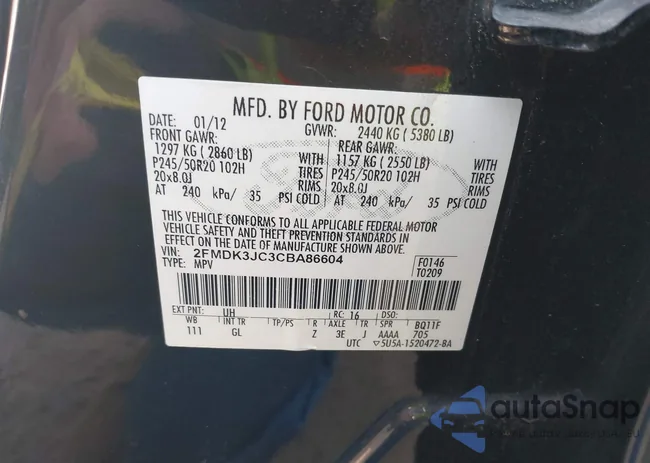 MFD. BY FORD MOTOR CO.
DATE: 01/12 GVWR: 2440 KG ( 5380 LB)
FRONT GAWR: REAR GAWR:
1297 KG ( 2860 LB) 1157 KG ( 2550 LB)
P245/50R20 102H TIRES P245/50R20 102H TIRES
20x8.0J RIMS 20x8.0J RIMS
AT 240 kPa/ 35 PSI COLD AT 240 kPa/ 35 PSI COLD
THIS VEHICLE CONFORMS TO ALL APPLICABLE FEDERAL MOTOR
VEHICLE SAFETY AND THEFT PREVENTION STANDARDS IN
EFFECT ON THE DATE OF MANUFACTURE SHOWN ABOVE.
VIN: 2FMDK3JC3CBA86604 F0146
TYPE: MPV T0209
EXT PNT: UH RC: 16 DSO:
WB INT TR TP/PS R AXLE TR SPR BQ11F
111 GL Z 3E J AAAA 705
UTC 5U5A-1520472-BA
Ford
autoSnap